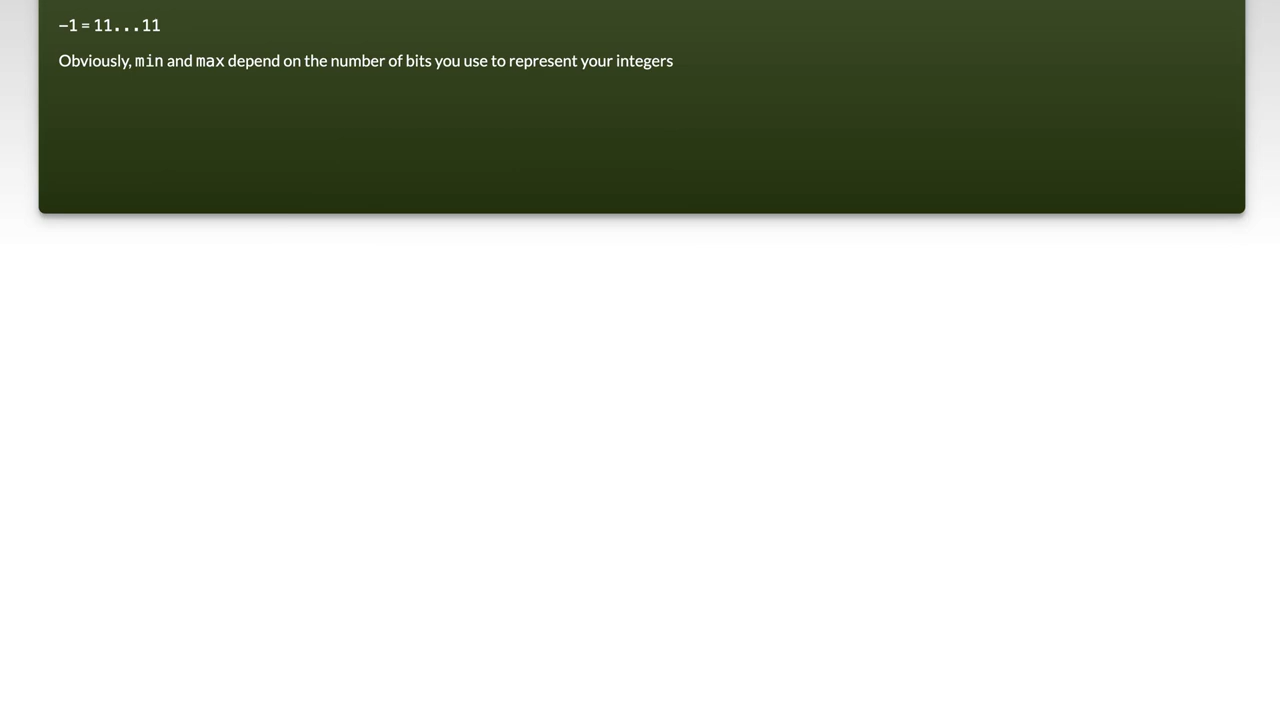 –1 = 11...11
Obviously, min and max depend on the number of bits you use to represent your integers